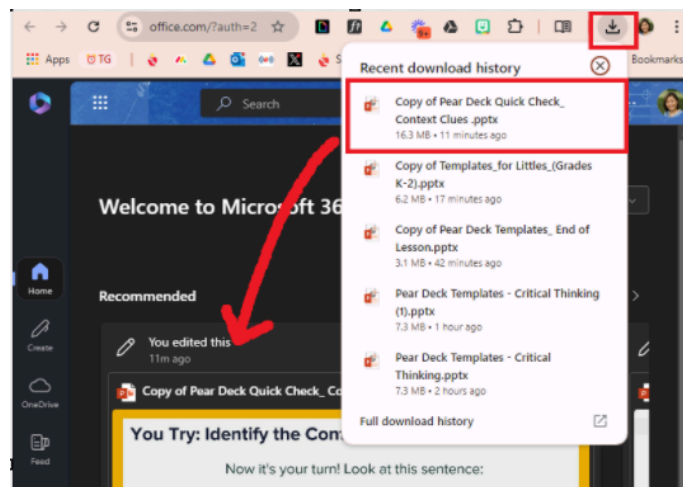 office.com/?auth=2
9+
Apps
TG
S
Bookmarks
Recent download history
Search
Copy of Pear Deck Quick Check_
Context Clues .pptx
16.3 MB • 11 minutes ago
Copy of Templates_for Littles_(Grades
K-2).pptx
6.2 MB • 17 minutes ago
Copy of Pear Deck Templates_ End of
Lesson.pptx
3.1 MB • 42 minutes ago
Pear Deck Templates - Critical Thinking
(1).pptx
7.3 MB • 1 hour ago
Pear Deck Templates - Critical
Thinking.pptx
7.3 MB • 2 hours ago
Full download history
Welcome to Microsoft 36
Home
Create
OneDrive
Feed
Recommended
You edited this
11m ago
Copy of Pear Deck Quick Check_ Co
You Try: Identify the Con
Now it's your turn! Look at this sentence: